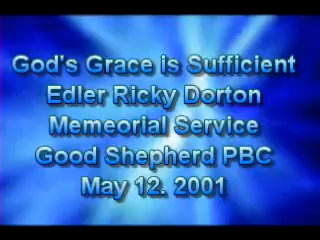 God's Grace is Sufficient
Edler Ricky Dorton
Memeorial Service
Good Shepherd PBC
May 12. 2001